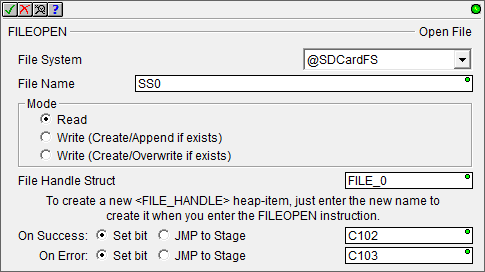 FILEOPEN Open File
File System @SDCardFS
File Name SS0
Mode
Read
Write (Create/Append if exists)
Write (Create/Overwrite if exists)
File Handle Struct FILE_0
To create a new <FILE_HANDLE> heap-item, just enter the new name to
create it when you enter the FILEOPEN instruction.
On Success: Set bit JMP to Stage C102
On Error: Set bit JMP to Stage C103